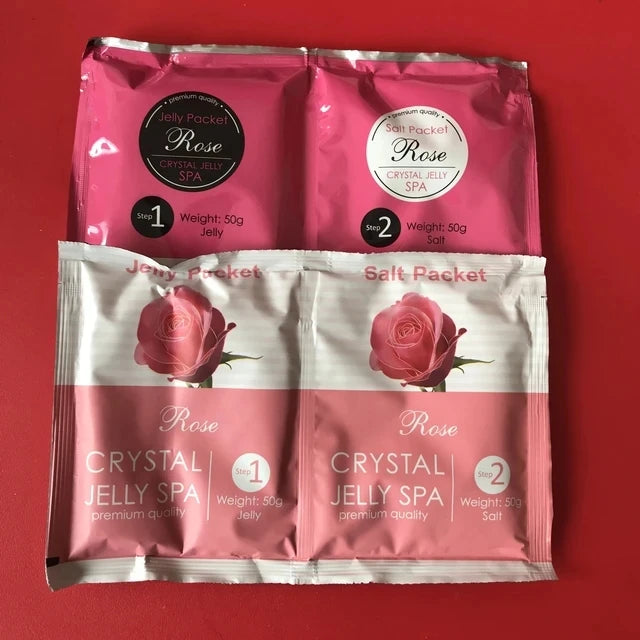 premium quality
Jelly Packet
Rose
CRYSTAL JELLY
SPA
Step 1
Weight: 50g
Jelly
premium quality
Salt Packet
Rose
CRYSTAL JELLY
SPA
Step 2
Weight: 50g
Salt
Jelly Packet
Rose
CRYSTAL
JELLY SPA
premium quality
Step 1
Weight: 50g
Jelly
Salt Packet
Rose
CRYSTAL
JELLY SPA
premium quality
Step 2
Weight: 50g
Salt